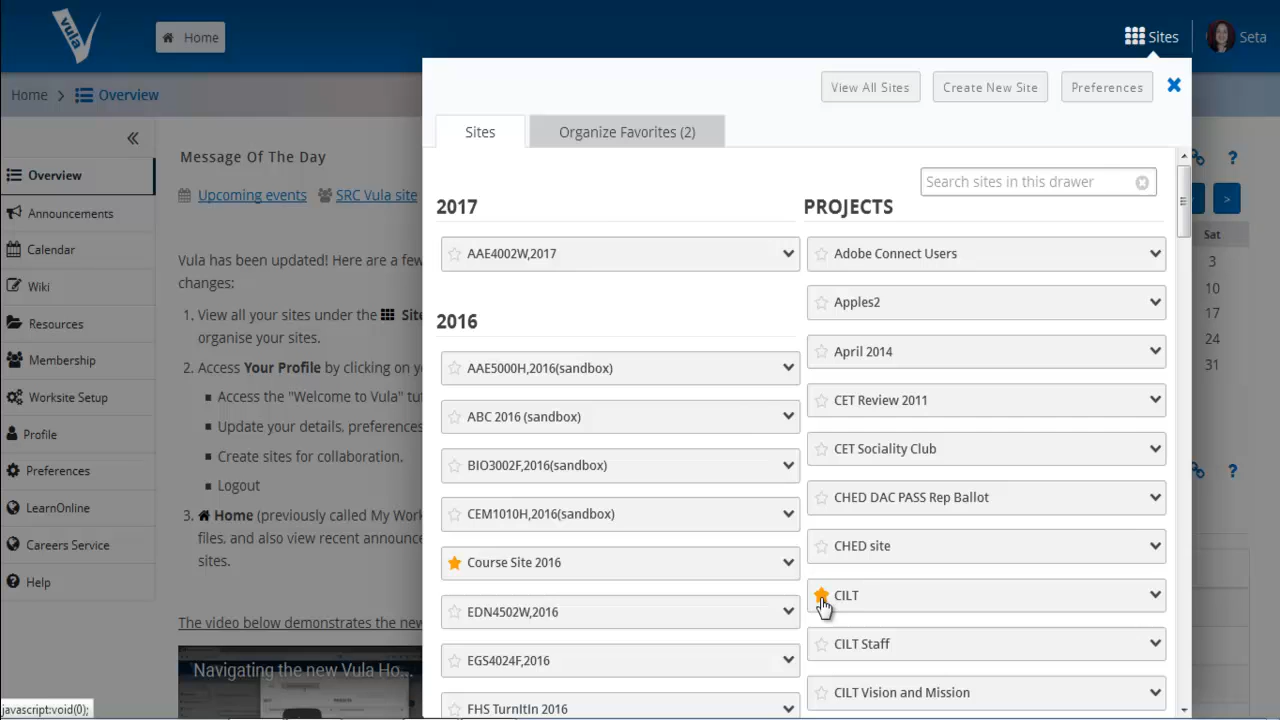 vula
Home
Sites
Seta
Home > Overview
View All Sites
Create New Site
Preferences
Sites
Organize Favorites (2)
Overview
Announcements
Calendar
Wiki
Resources
Membership
Worksite Setup
Profile
Preferences
LearnOnline
Careers Service
Help
Message Of The Day
Upcoming events
SRC Vula site
Vula has been updated! Here are a few
changes:
1. View all your sites under the
organise your sites.
2. Access Your Profile by clicking on
Access the "Welcome to Vula"
Update your details, preferences
Create sites for collaboration.
Logout
3. Home (previously called My
files, and also view recent
sites.
The video below demonstrates the new
Navigating the new Vula Ho...
Search sites in this drawer
2017
AAE4002W,2017
2016
AAE5000H,2016(sandbox)
ABC 2016 (sandbox)
BIO3002F,2016(sandbox)
CEM1010H,2016(sandbox)
Course Site 2016
EDN4502W,2016
EGS4024F,2016
FHS TurnItIn 2016
PROJECTS
Adobe Connect Users
Apples2
April 2014
CET Review 2011
CET Sociality Club
CHED DAC PASS Rep Ballot
CHED site
CILT
CILT Staff
CILT Vision and Mission
?
>
Sat
3
10
17
24
31
?
javascript:void(0);